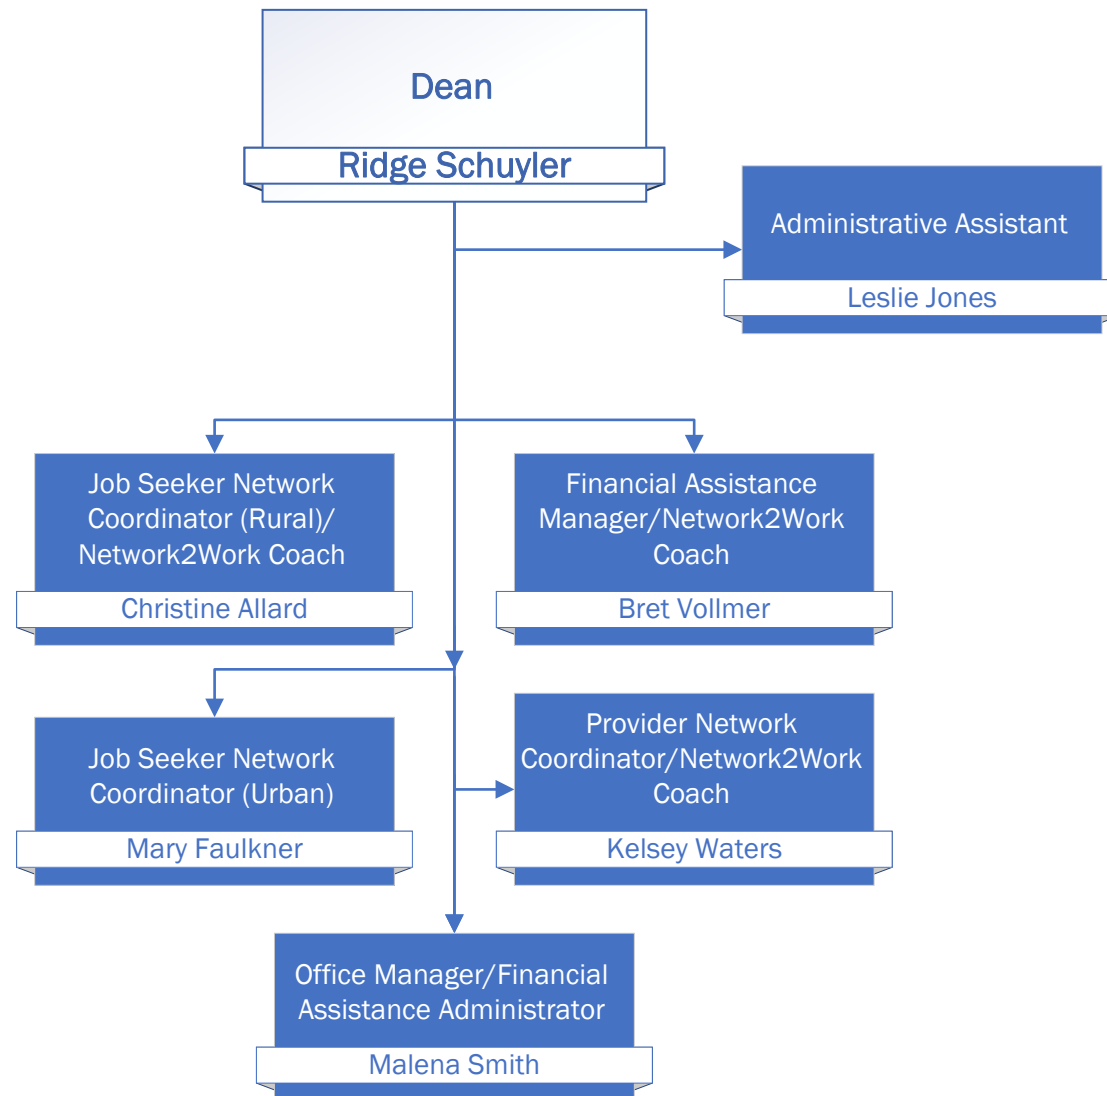 Dean
Ridge Schuyler
Administrative Assistant
Leslie Jones
Job Seeker Network
Coordinator (Rural)/
Network2Work Coach
Christine Allard
Financial Assistance
Manager/Network2Work
Coach
Bret Vollmer
Job Seeker Network
Coordinator (Urban)
Mary Faulkner
Provider Network
Coordinator/Network2Work
Coach
Kelsey Waters
Office Manager/Financial
Assistance Administrator
Malena Smith